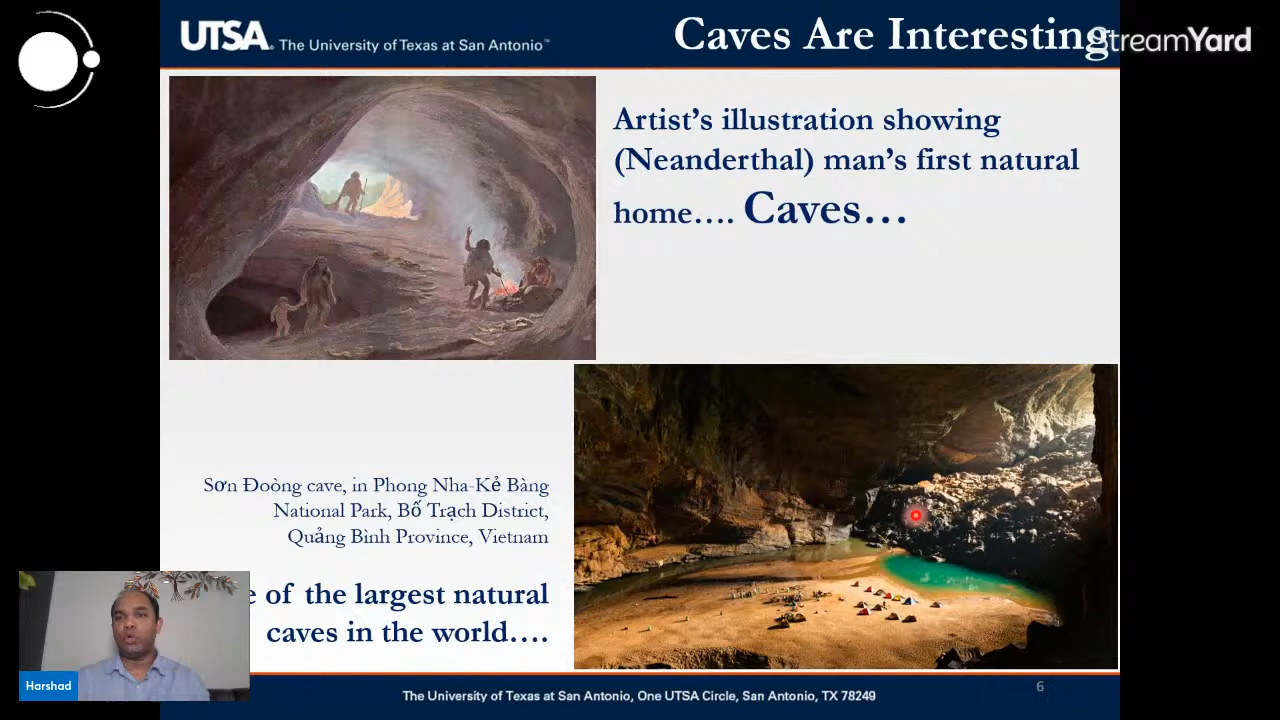 UTSA. The University of Texas at San Antonio™
Caves Are Interesting
StreamYard
Artist’s illustration showing
(Neanderthal) man’s first natural
home…. Caves…
Sơn Đoòng cave, in Phong Nha-Kẻ Bàng
National Park, Bố Trạch District,
Quảng Bình Province, Vietnam
of the largest natural
caves in the world….
Harshad
The University of Texas at San Antonio, One UTSA Circle, San Antonio, TX 78249
6